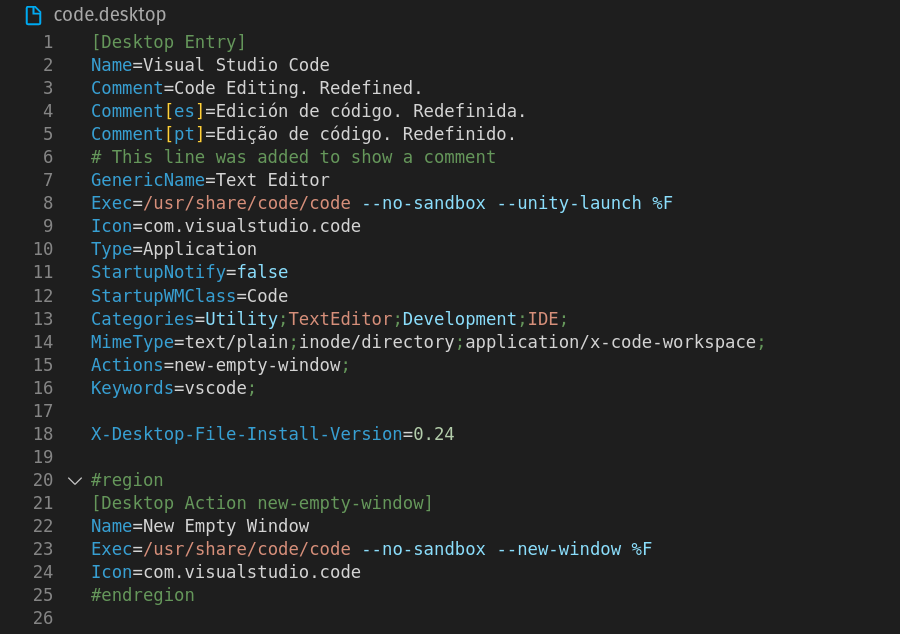 code.desktop
1 [Desktop Entry]
2 Name=Visual Studio Code
3 Comment=Code Editing. Redefined.
4 Comment[es]=Edición de código. Redefinida.
5 Comment[pt]=Edição de código. Redefinido.
6 # This line was added to show a comment
7 GenericName=Text Editor
8 Exec=/usr/share/code/code --no-sandbox --unity-launch %F
9 Icon=com.visualstudio.code
10 Type=Application
11 StartupNotify=false
12 StartupWMClass=Code
13 Categories=Utility;TextEditor;Development;IDE;
14 MimeType=text/plain;inode/directory;application/x-code-workspace;
15 Actions=new-empty-window;
16 Keywords=vscode;
17
18 X-Desktop-File-Install-Version=0.24
19
20 #region
21 [Desktop Action new-empty-window]
22 Name=New Empty Window
23 Exec=/usr/share/code/code --no-sandbox --new-window %F
24 Icon=com.visualstudio.code
25 #endregion
26